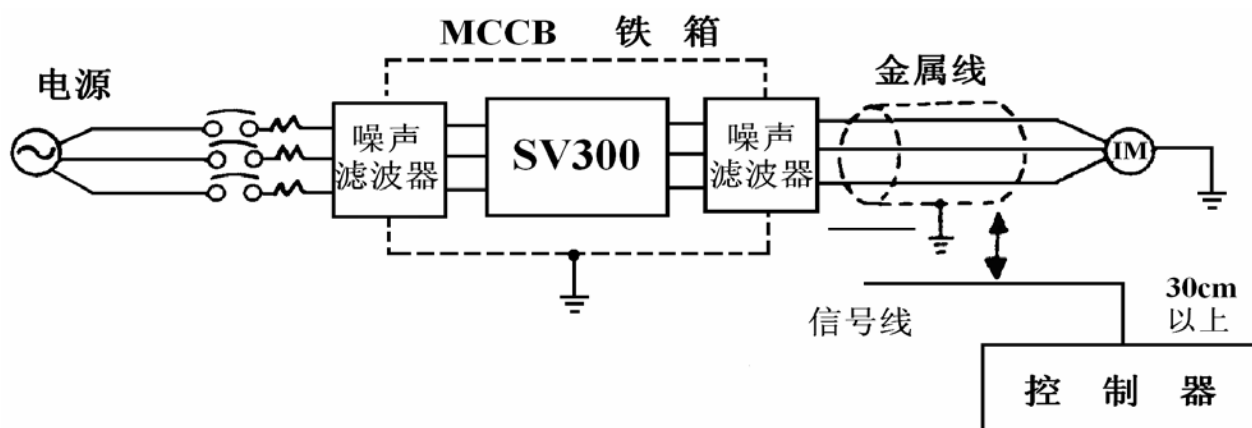 MCCB 铁 箱
电源
金属线
噪声
滤波器
SV300
噪声
滤波器
IM
信号线
30cm
以上
控 制 器